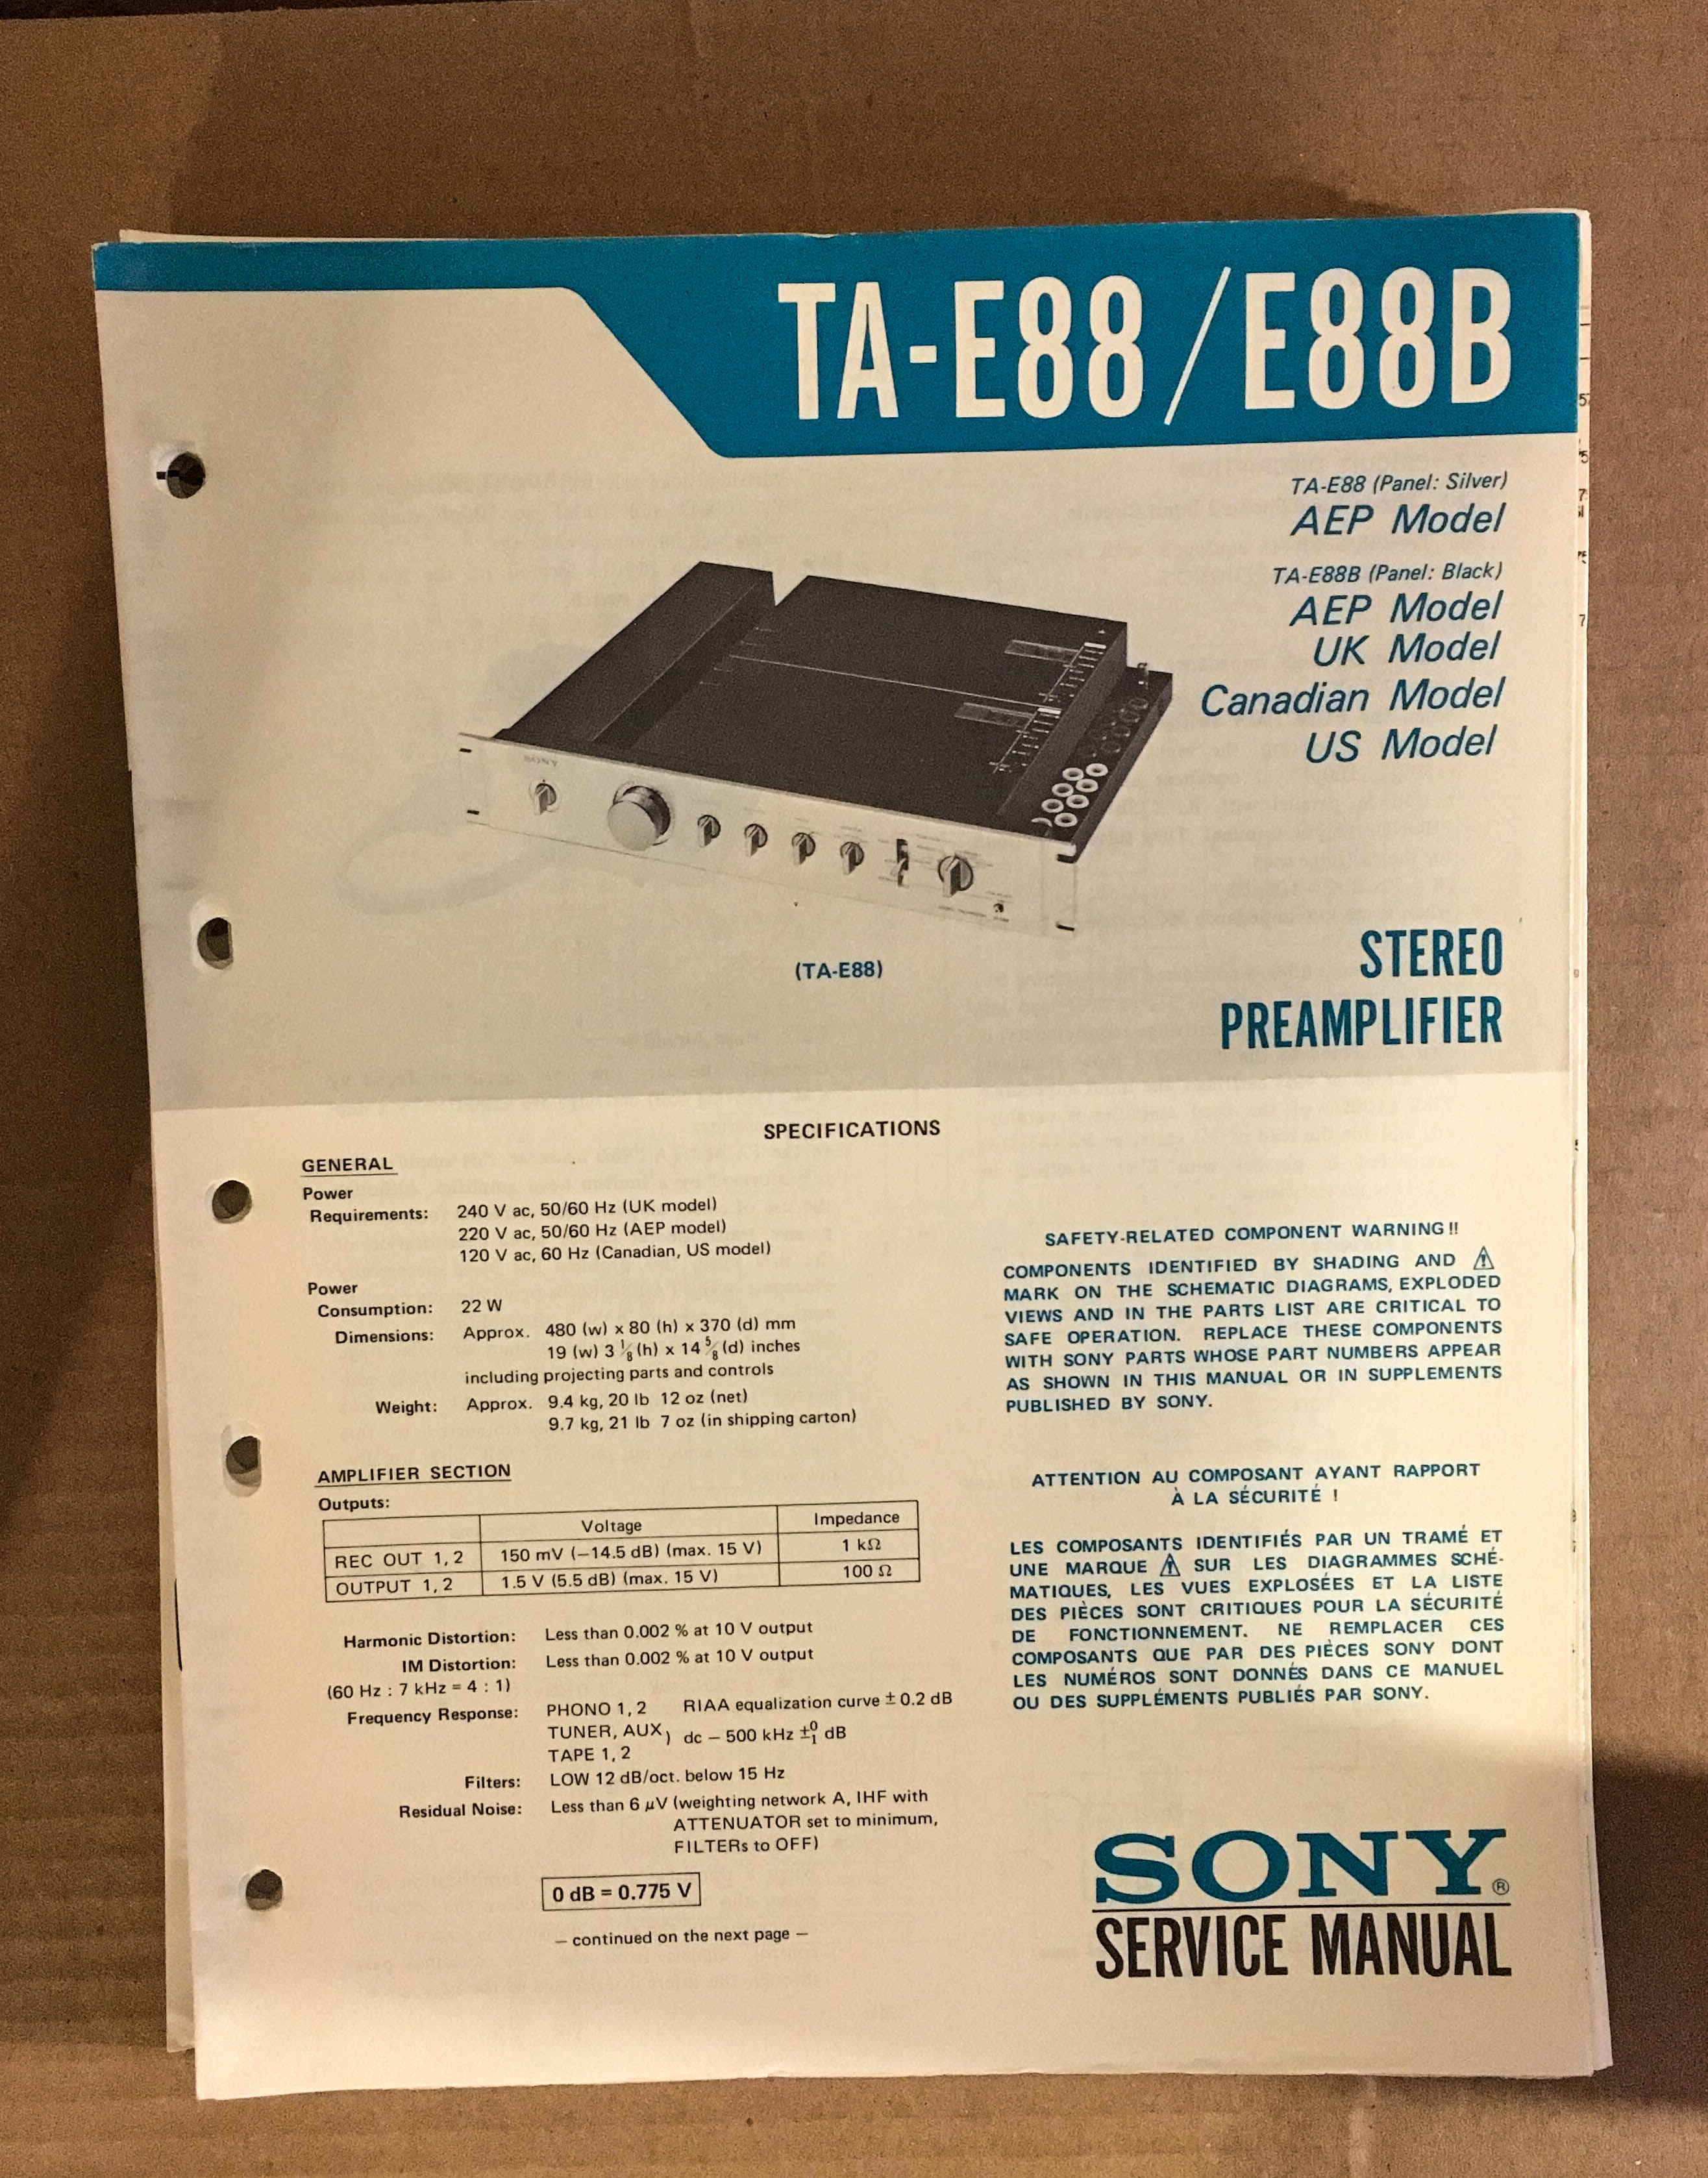 TA-E88/E88B
TA-E88 (Panel: Silver)
AEP Model
TA-E88B (Panel: Black)
AEP Model
UK Model
Canadian Model
US Model
SONY
(TA-E88)
STEREO
PREAMPLIFIER
SPECIFICATIONS
GENERAL
Power
Requirements: 240 V ac, 50/60 Hz (UK model)
220 V ac, 50/60 Hz (AEP model)
120 V ac, 60 Hz (Canadian, US model)
Power
Consumption: 22 W
Dimensions: Approx. 480 (w) x 80 (h) x 370 (d) mm
19 (w) 3 1/8 (h) x 14 5/8 (d) inches
including projecting parts and controls
Weight: Approx. 9.4 kg, 20 lb 12 oz (net)
9.7 kg, 21 lb 7 oz (in shipping carton)
AMPLIFIER SECTION
Outputs:
Voltage Impedance
REC OUT 1, 2 150 mV (−14.5 dB) (max. 15 V) 1 kΩ
OUTPUT 1, 2 1.5 V (5.5 dB) (max. 15 V) 100 Ω
Harmonic Distortion: Less than 0.002 % at 10 V output
IM Distortion: Less than 0.002 % at 10 V output
(60 Hz : 7 kHz = 4 : 1)
Frequency Response: PHONO 1, 2 RIAA equalization curve ± 0.2 dB
TUNER, AUX, dc − 500 kHz ±0/1 dB
TAPE 1, 2
Filters: LOW 12 dB/oct. below 15 Hz
Residual Noise: Less than 6 μV (weighting network A, IHF with
ATTENUATOR set to minimum,
FILTERs to OFF)
0 dB = 0.775 V
— continued on the next page —
SAFETY-RELATED COMPONENT WARNING!!
COMPONENTS IDENTIFIED BY SHADING AND ⚠
MARK ON THE SCHEMATIC DIAGRAMS, EXPLODED
VIEWS AND IN THE PARTS LIST ARE CRITICAL TO
SAFE OPERATION. REPLACE THESE COMPONENTS
WITH SONY PARTS WHOSE PART NUMBERS APPEAR
AS SHOWN IN THIS MANUAL OR IN SUPPLEMENTS
PUBLISHED BY SONY.
ATTENTION AU COMPOSANT AYANT RAPPORT
À LA SÉCURITÉ !
LES COMPOSANTS IDENTIFIÉS PAR UN TRAMÉ ET
UNE MARQUE ⚠ SUR LES DIAGRAMMES SCHÉ-
MATIQUES, LES VUES EXPLOSÉES ET LA LISTE
DES PIÈCES SONT CRITIQUES POUR LA SÉCURITÉ
DE FONCTIONNEMENT. NE REMPLACER CES
COMPOSANTS QUE PAR DES PIÈCES SONY DONT
LES NUMÉROS SONT DONNÉS DANS CE MANUEL
OU DES SUPPLÉMENTS PUBLIÉS PAR SONY.
SONY®
SERVICE MANUAL